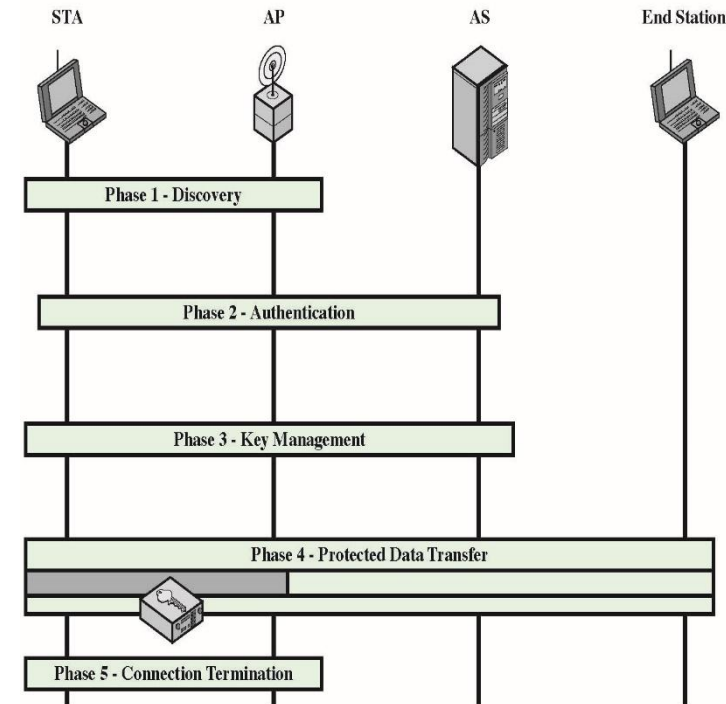 STA
AP
AS
End Station
Phase 1 - Discovery
Phase 2 - Authentication
Phase 3 - Key Management
Phase 4 - Protected Data Transfer
Phase 5 - Connection Termination